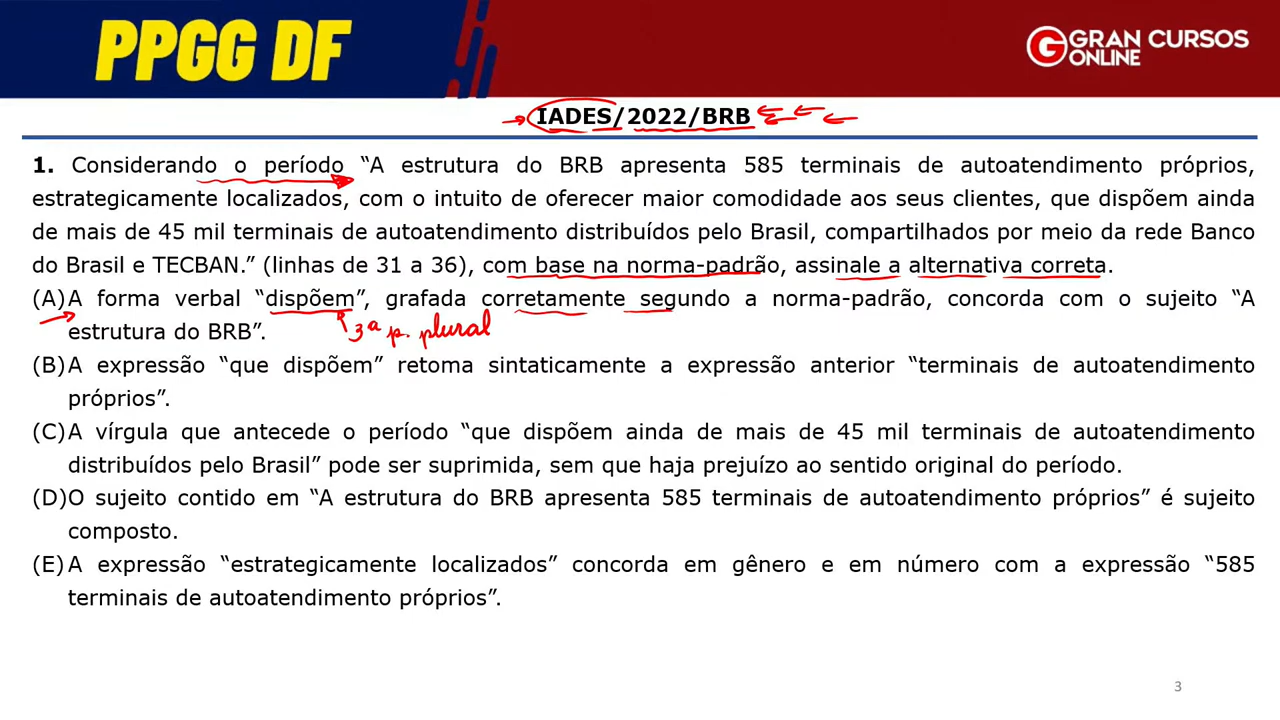 PPGG DF
GRAN CURSOS
ONLINE
IADES/2022/BRB
1. Considerando o período “A estrutura do BRB apresenta 585 terminais de autoatendimento próprios,
estrategicamente localizados, com o intuito de oferecer maior comodidade aos seus clientes, que dispõem ainda
de mais de 45 mil terminais de autoatendimento distribuídos pelo Brasil, compartilhados por meio da rede Banco
do Brasil e TECBAN.” (linhas de 31 a 36), com base na norma-padrão, assinale a alternativa correta.
(A) A forma verbal “dispõem”, grafada corretamente segundo a norma-padrão, concorda com o sujeito “A
estrutura do BRB”.
3ª p. plural
(B) A expressão “que dispõem” retoma sintaticamente a expressão anterior “terminais de autoatendimento
próprios”.
(C) A vírgula que antecede o período “que dispõem ainda de mais de 45 mil terminais de autoatendimento
distribuídos pelo Brasil” pode ser suprimida, sem que haja prejuízo ao sentido original do período.
(D) O sujeito contido em “A estrutura do BRB apresenta 585 terminais de autoatendimento próprios” é sujeito
composto.
(E) A expressão “estrategicamente localizados” concorda em gênero e em número com a expressão “585
terminais de autoatendimento próprios”.
3